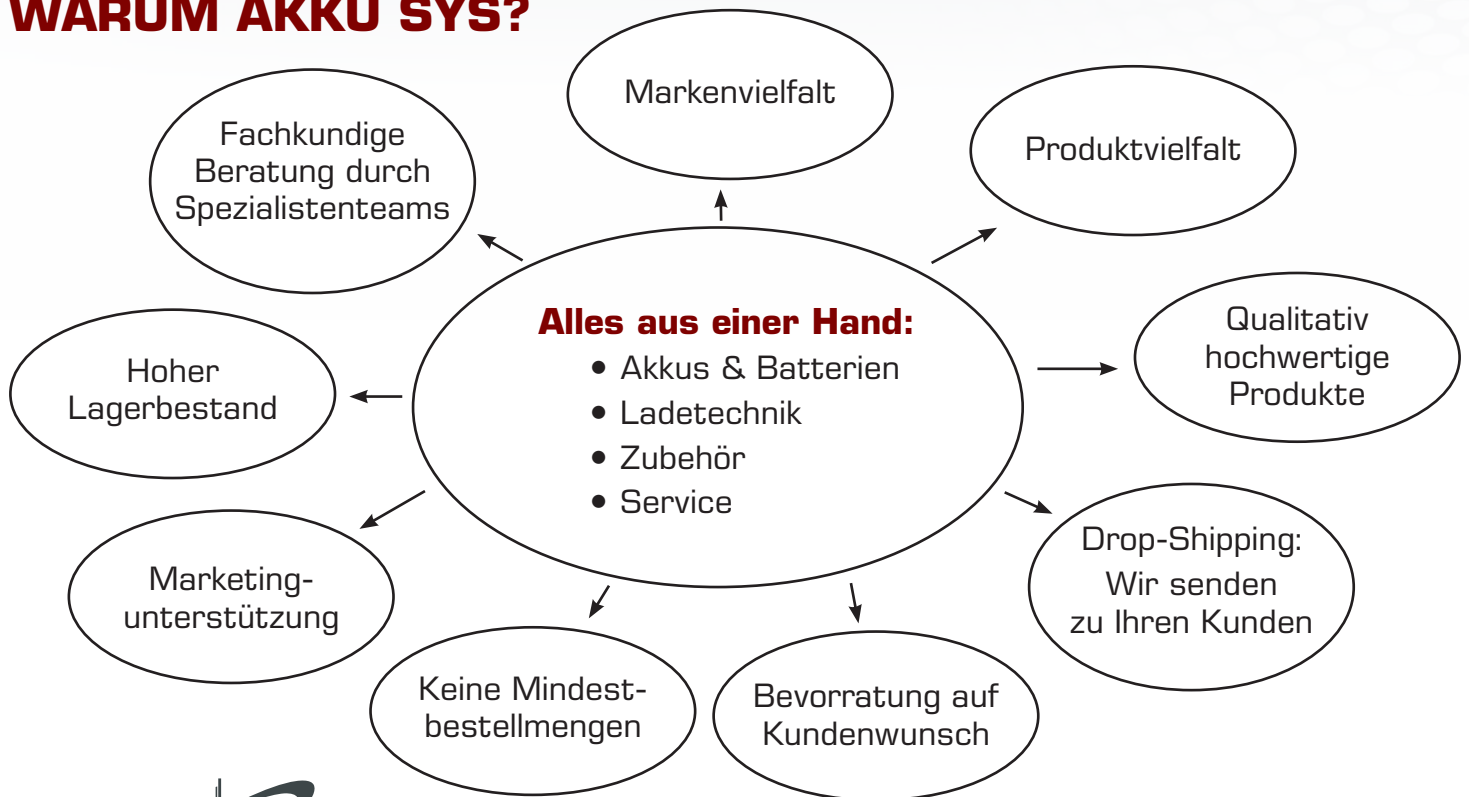 WARUM AKKU SYS?
Markenvielfalt
Produktvielfalt
Fachkundige
Beratung durch
Spezialistenteams
Alles aus einer Hand:
• Akkus & Batterien
• Ladetechnik
• Zubehör
• Service
Qualitativ
hochwertige
Produkte
Hoher
Lagerbestand
Drop-Shipping:
Wir senden
zu Ihren Kunden
Marketing-
unterstützung
Keine Mindest-
bestellmengen
Bevorratung auf
Kundenwunsch